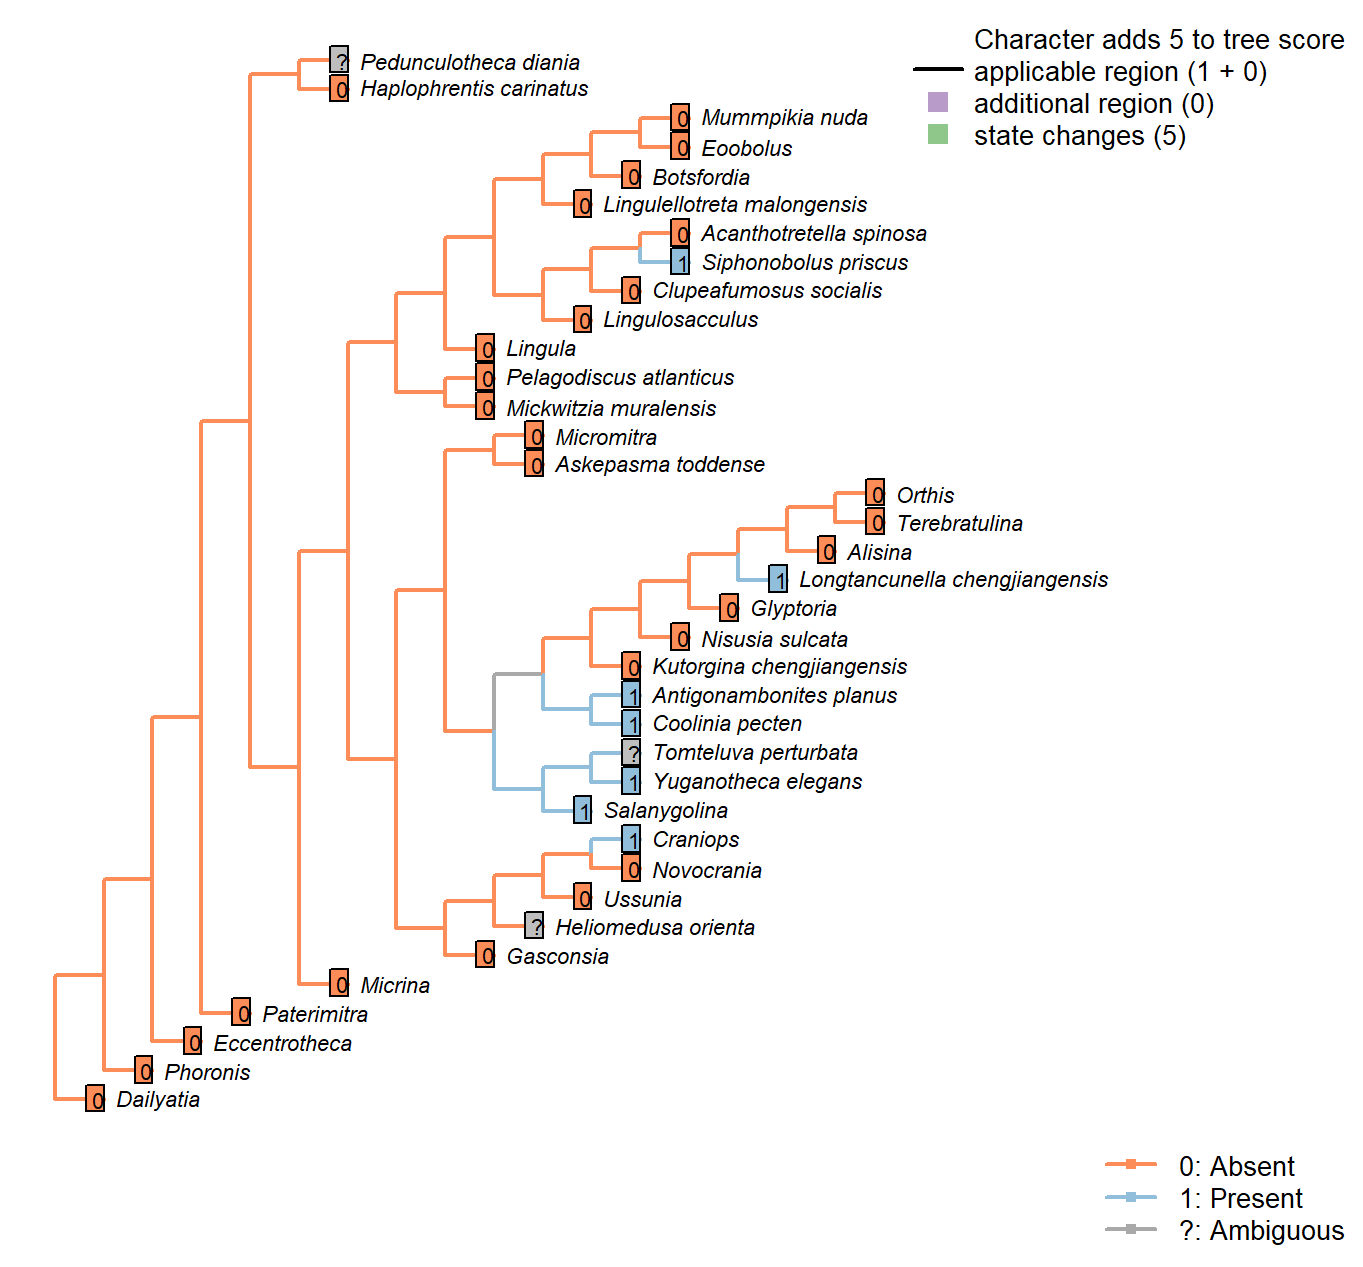 Character adds 5 to tree score
applicable region (1 + 0)
additional region (0)
state changes (5)
? Pedunculotheca diania
0 Haplophrentis carinatus
0 Mummpikia nuda
0 Eoobolus
0 Botsfordia
0 Lingulellotreta malongensis
0 Acanthotretella spinosa
1 Siphonobolus priscus
0 Clupeafumosus socialis
0 Lingulosacculus
0 Lingula
0 Pelagodiscus atlanticus
0 Mickwitzia muralensis
0 Micromitra
0 Askepasma toddense
0 Orthis
0 Terebratulina
0 Alisina
1 Longtancunella chengjiangensis
0 Glyptoria
0 Nisusia sulcata
0 Kutorgina chengjiangensis
1 Antigonambonites planus
1 Coolinia pecten
? Tomteluva perturbata
1 Yuganotheca elegans
1 Salanygolina
1 Craniops
0 Novocrania
0 Ussunia
? Heliomedusa orienta
0 Gasconsia
0 Micrina
0 Paterimitra
0 Eccentrotheca
0 Phoronis
0 Dailyatia
0: Absent
1: Present
?: Ambiguous